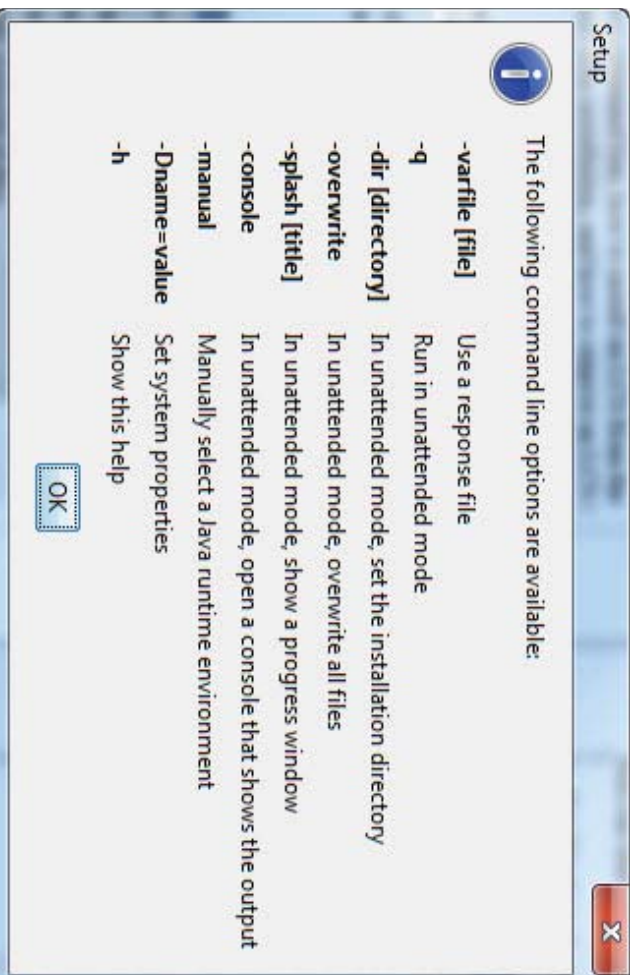 Setup
The following command line options are available:
-varfile [file] Use a response file
-q Run in unattended mode
-dir [directory] In unattended mode, set the installation directory
-overwrite In unattended mode, overwrite all files
-splash [title] In unattended mode, show a progress window
-console In unattended mode, open a console that shows the output
-manual Manually select a Java runtime environment
-Dname=value Set system properties
-h Show this help
OK